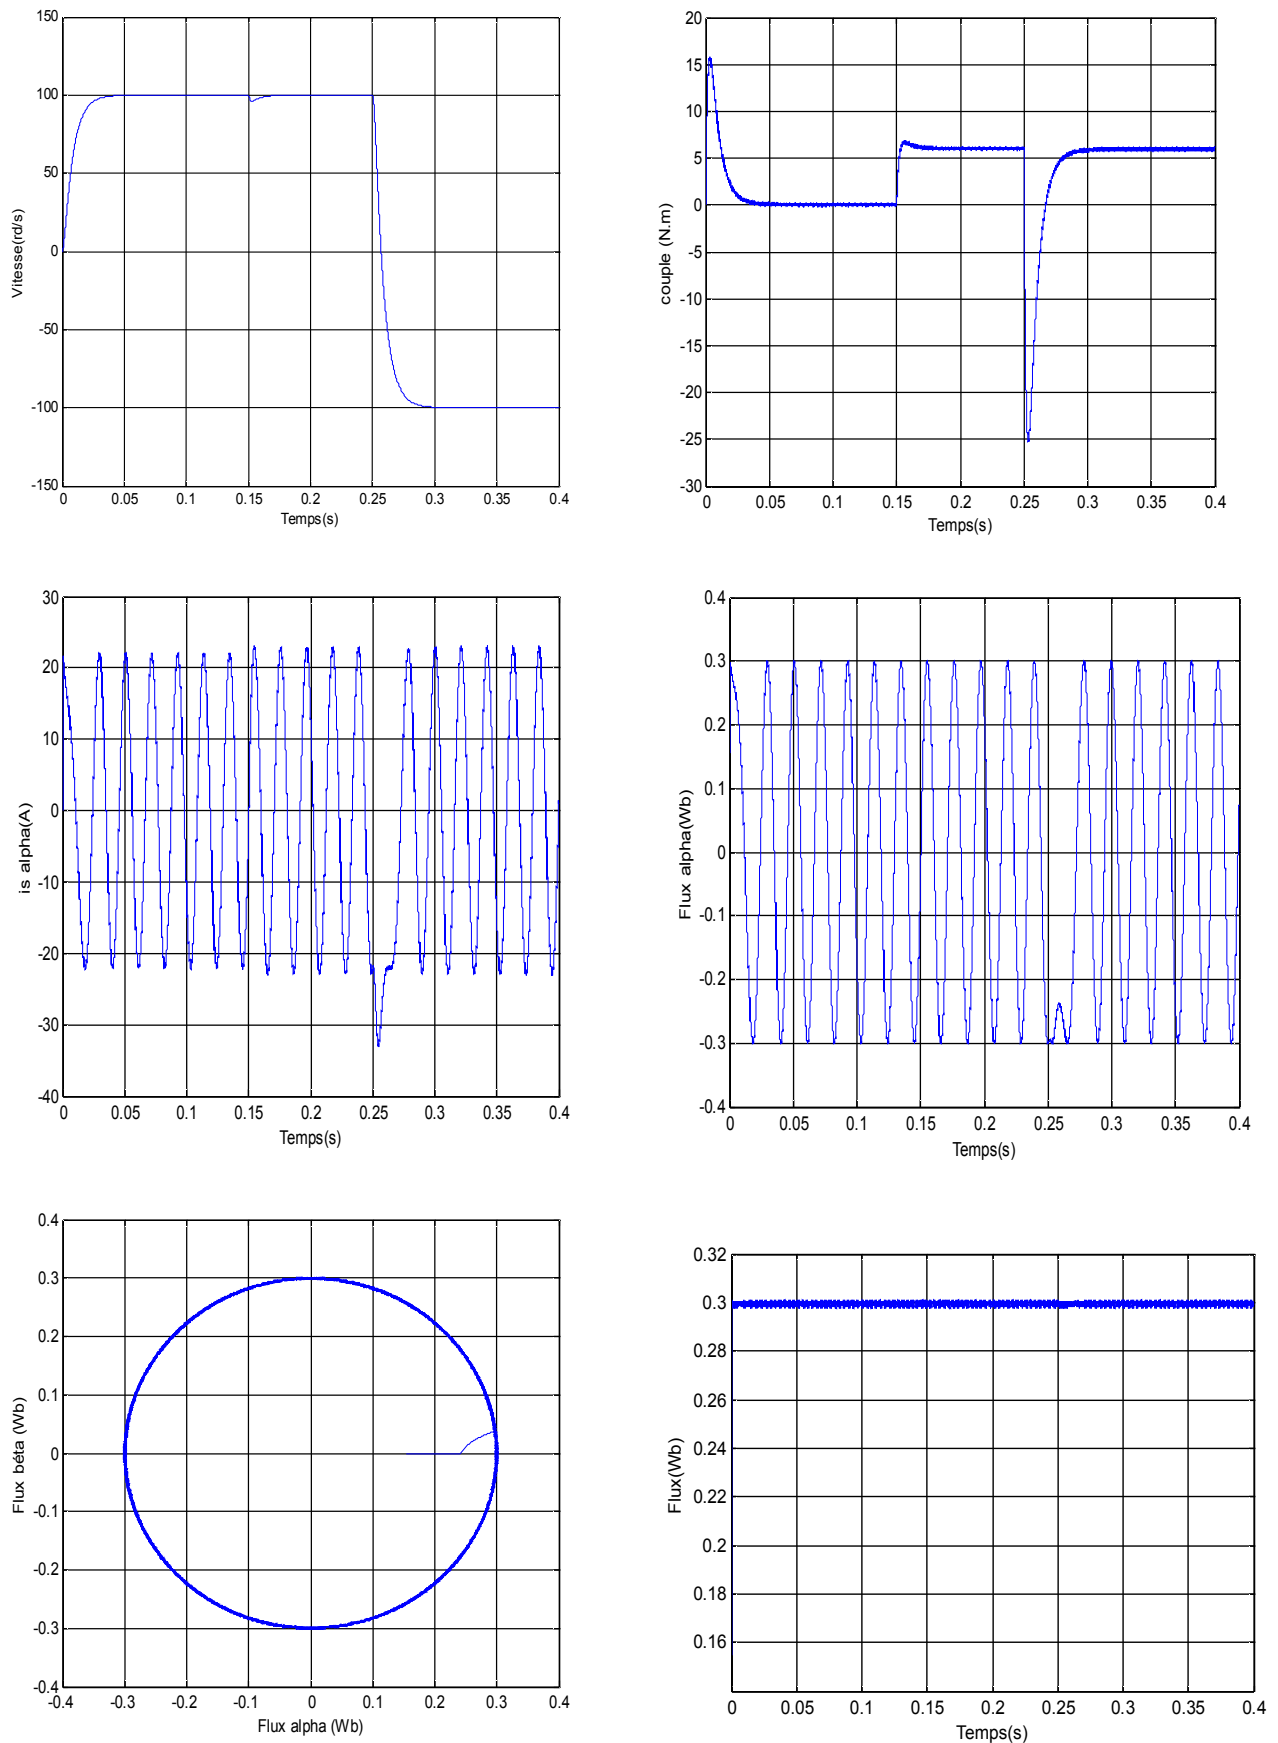 150
100
50
0
-50
-100
-150
Vitesse(rd/s)
0 0.05 0.1 0.15 0.2 0.25 0.3 0.35 0.4
Temps(s)
20
15
10
5
0
-5
-10
-15
-20
-25
-30
couple (N.m)
0 0.05 0.1 0.15 0.2 0.25 0.3 0.35 0.4
Temps(s)
30
20
10
0
-10
-20
-30
-40
is alpha(A)
0 0.05 0.1 0.15 0.2 0.25 0.3 0.35 0.4
Temps(s)
0.4
0.3
0.2
0.1
0
-0.1
-0.2
-0.3
-0.4
Flux alpha(Wb)
0 0.05 0.1 0.15 0.2 0.25 0.3 0.35 0.4
Temps(s)
0.4
0.3
0.2
0.1
0
-0.1
-0.2
-0.3
-0.4
Flux béta (Wb)
-0.4 -0.3 -0.2 -0.1 0 0.1 0.2 0.3 0.4
Flux alpha (Wb)
0.32
0.3
0.28
0.26
0.24
0.22
0.2
0.18
0.16
Flux(Wb)
0 0.05 0.1 0.15 0.2 0.25 0.3 0.35 0.4
Temps(s)